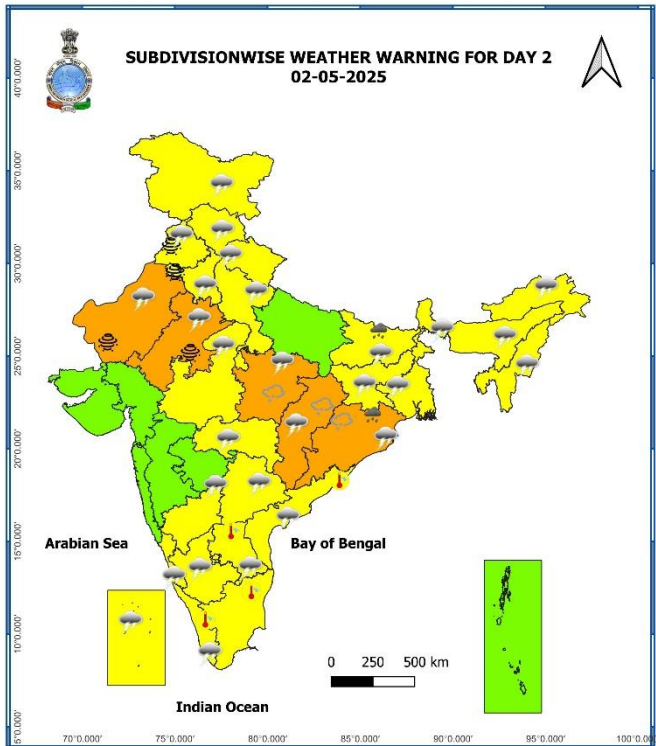 SUBDIVISIONWISE WEATHER WARNING FOR DAY 2
02-05-2025
40°0.000'
35°0.000'
30°0.000'
25°0.000'
20°0.000'
15°0.000'
10°0.000'
5°0.000'
Arabian Sea
Bay of Bengal
0 250 500 km
Indian Ocean
70°0.000' 75°0.000' 80°0.000' 85°0.000' 90°0.000' 95°0.000' 100.0